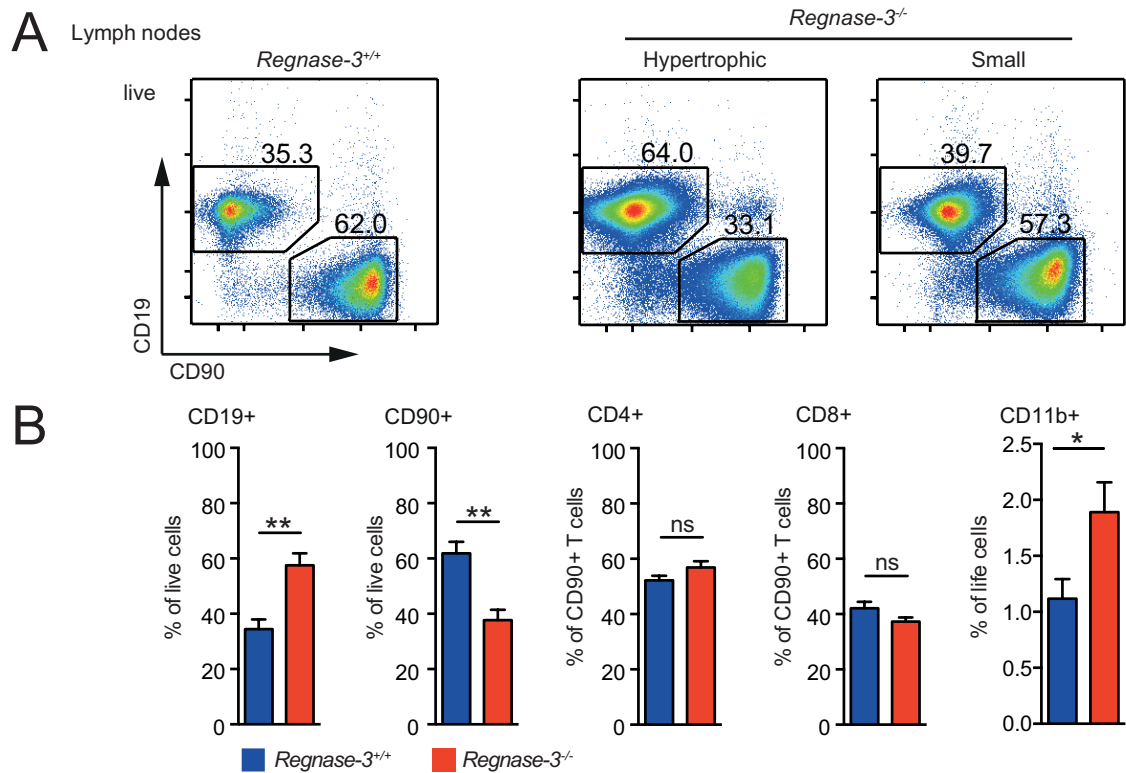 A
Lymph nodes
Regnase-3-/-
Regnase-3+/+
Hypertrophic
Small
live
35.3
62.0
64.0
33.1
39.7
57.3
CD19
CD90
B
CD19+
CD90+
CD4+
CD8+
CD11b+
% of live cells
100
80
60
40
20
0
**
% of live cells
100
80
60
40
20
0
**
% of CD90+ T cells
100
80
60
40
20
0
ns
% of CD90+ T cells
100
80
60
40
20
0
ns
% of life cells
2.5
2.0
1.5
1.0
0.5
0.0
*
Regnase-3+/+
Regnase-3-/-